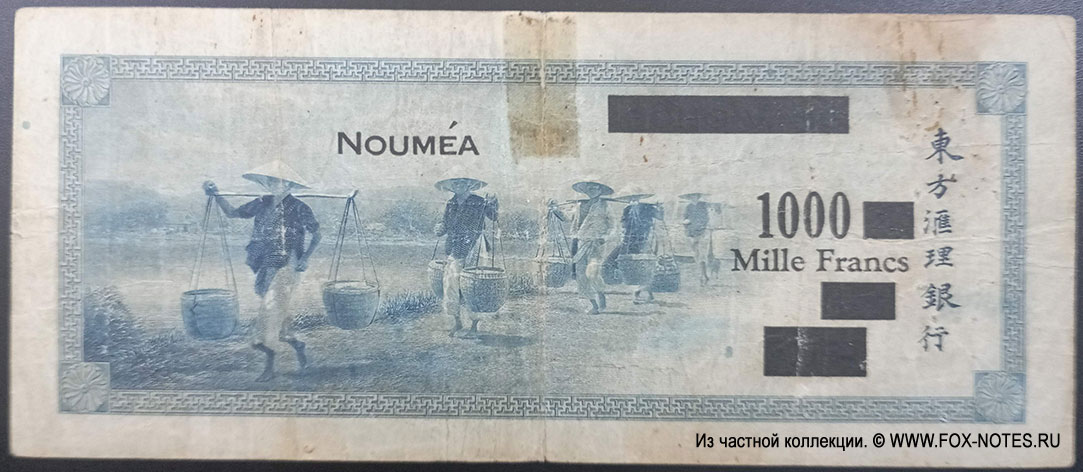 NOUMÉA
1000
Mille Francs
東方滙理銀行
Из частной коллекции. © WWW.FOX-NOTES.RU